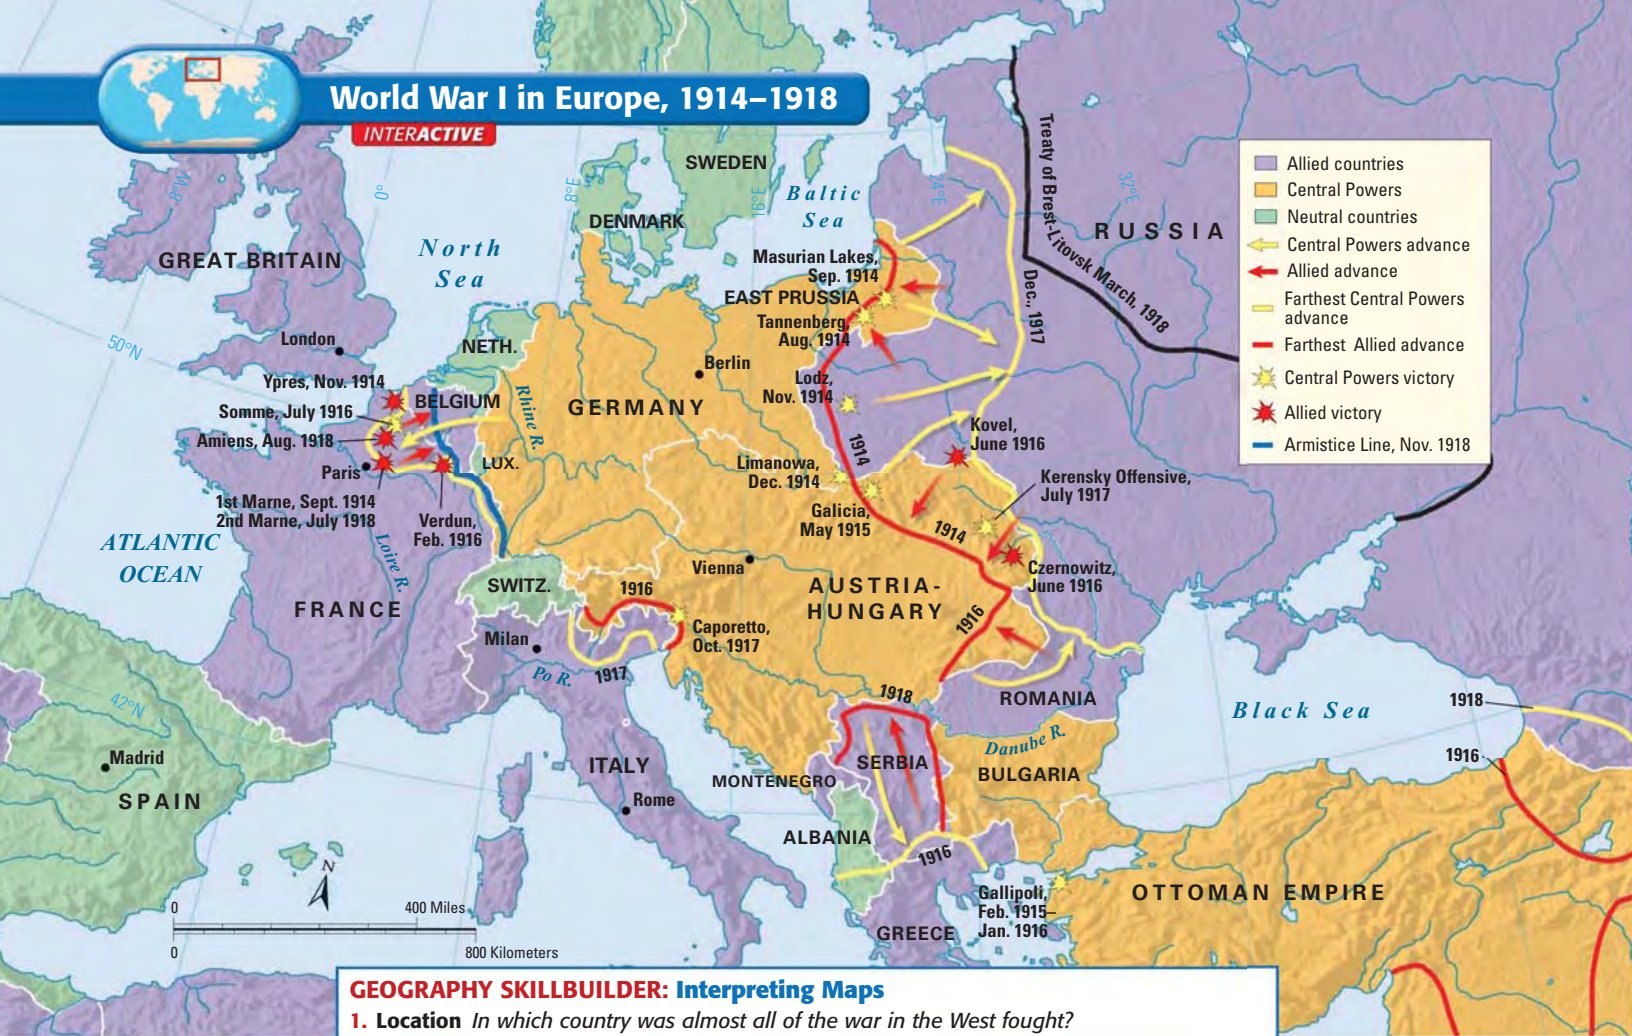 World War I in Europe, 1914–1918
INTERACTIVE
Allied countries
Central Powers
Neutral countries
Central Powers advance
Allied advance
Farthest Central Powers
advance
Farthest Allied advance
Central Powers victory
Allied victory
Armistice Line, Nov. 1918
8°W
0°
8°E
16°E
24°E
32°E
50°N
42°N
SWEDEN
DENMARK
Baltic
Sea
RUSSIA
Treaty of Brest-Litovsk March, 1918
Dec., 1917
GREAT BRITAIN
North
Sea
Masurian Lakes,
Sep. 1914
EAST PRUSSIA
Tannenberg,
Aug. 1914
London
NETH.
Berlin
Ypres, Nov. 1914
BELGIUM
Somme, July 1916
Amiens, Aug. 1918
Rhine R.
GERMANY
Lodz,
Nov. 1914
1914
Kovel,
June 1916
Paris
LUX.
Limanowa,
Dec. 1914
Kerensky Offensive,
July 1917
1st Marne, Sept. 1914
2nd Marne, July 1918
Verdun,
Feb. 1916
Galicia,
May 1915
1914
ATLANTIC
OCEAN
Loire R.
Vienna
Czernowitz,
June 1916
SWITZ.
1916
AUSTRIA-
HUNGARY
1916
FRANCE
Milan
Caporetto,
Oct. 1917
Po R.
1917
1918
ROMANIA
Black Sea
1918
1916
Madrid
SPAIN
ITALY
Rome
MONTENEGRO
SERBIA
Danube R.
BULGARIA
ALBANIA
1916
GREECE
Gallipoli,
Feb. 1915–
Jan. 1916
OTTOMAN EMPIRE
N
0
400 Miles
0
800 Kilometers
GEOGRAPHY SKILLBUILDER: Interpreting Maps
1. Location In which country was almost all of the war in the West fought?